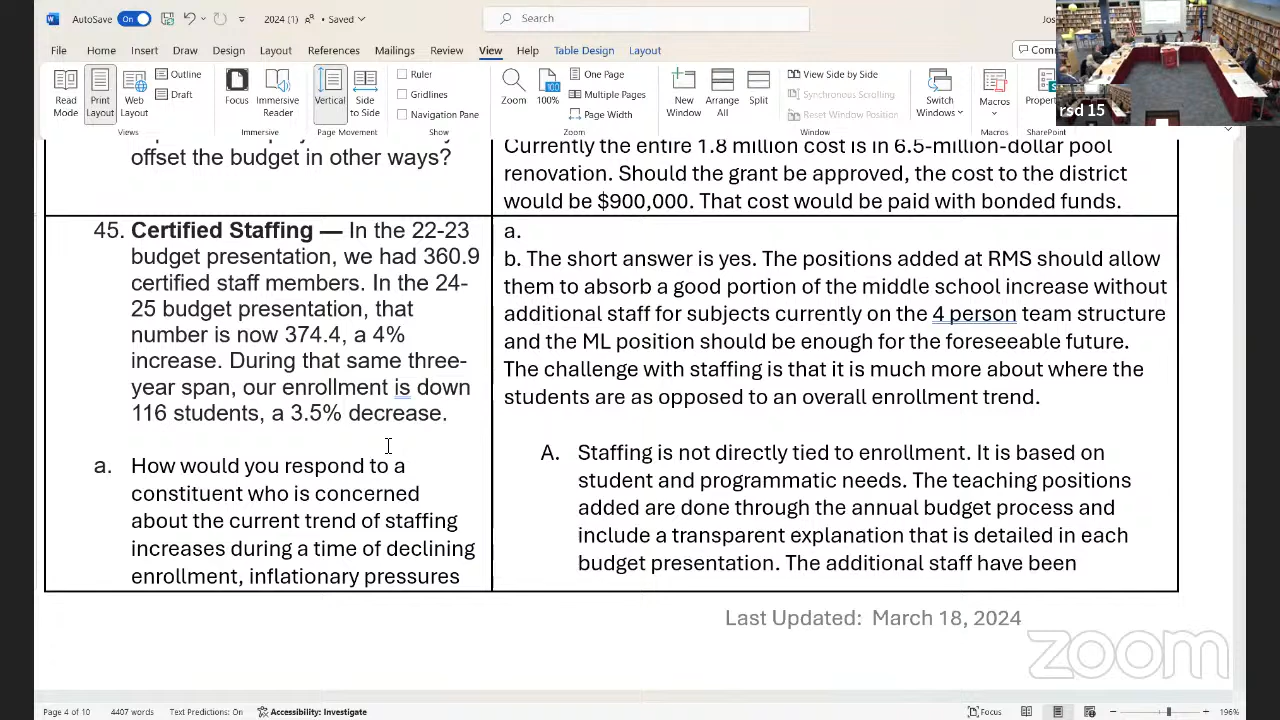 AutoSave On 2024 (1) • Saved Search Jos
File Home Insert Draw Design Layout References Mailings Review View Help Table Design Layout
Read Mode Print Layout Web Layout Outline Draft Focus Immersive Reader Vertical Side to Side Ruler Gridlines Navigation Pane Zoom 100% One Page Multiple Pages Page Width New Window Arrange All Split View Side by Side Synchronous Scrolling Reset Window Position Switch Windows Macros
Views Immersive Page Movement Show Zoom Window Macros SharePoint
rsd 15
offset the budget in other ways?
Currently the entire 1.8 million cost is in 6.5-million-dollar pool
renovation. Should the grant be approved, the cost to the district
would be $900,000. That cost would be paid with bonded funds.
45. Certified Staffing — In the 22-23
budget presentation, we had 360.9
certified staff members. In the 24-
25 budget presentation, that
number is now 374.4, a 4%
increase. During that same three-
year span, our enrollment is down
116 students, a 3.5% decrease.
a. How would you respond to a
constituent who is concerned
about the current trend of staffing
increases during a time of declining
enrollment, inflationary pressures
a.
b. The short answer is yes. The positions added at RMS should allow
them to absorb a good portion of the middle school increase without
additional staff for subjects currently on the 4 person team structure
and the ML position should be enough for the foreseeable future.
The challenge with staffing is that it is much more about where the
students are as opposed to an overall enrollment trend.
A. Staffing is not directly tied to enrollment. It is based on
student and programmatic needs. The teaching positions
added are done through the annual budget process and
include a transparent explanation that is detailed in each
budget presentation. The additional staff have been
Last Updated: March 18, 2024
zoom
Page 4 of 10 4407 words Text Predictions: On Accessibility: Investigate Focus 196%